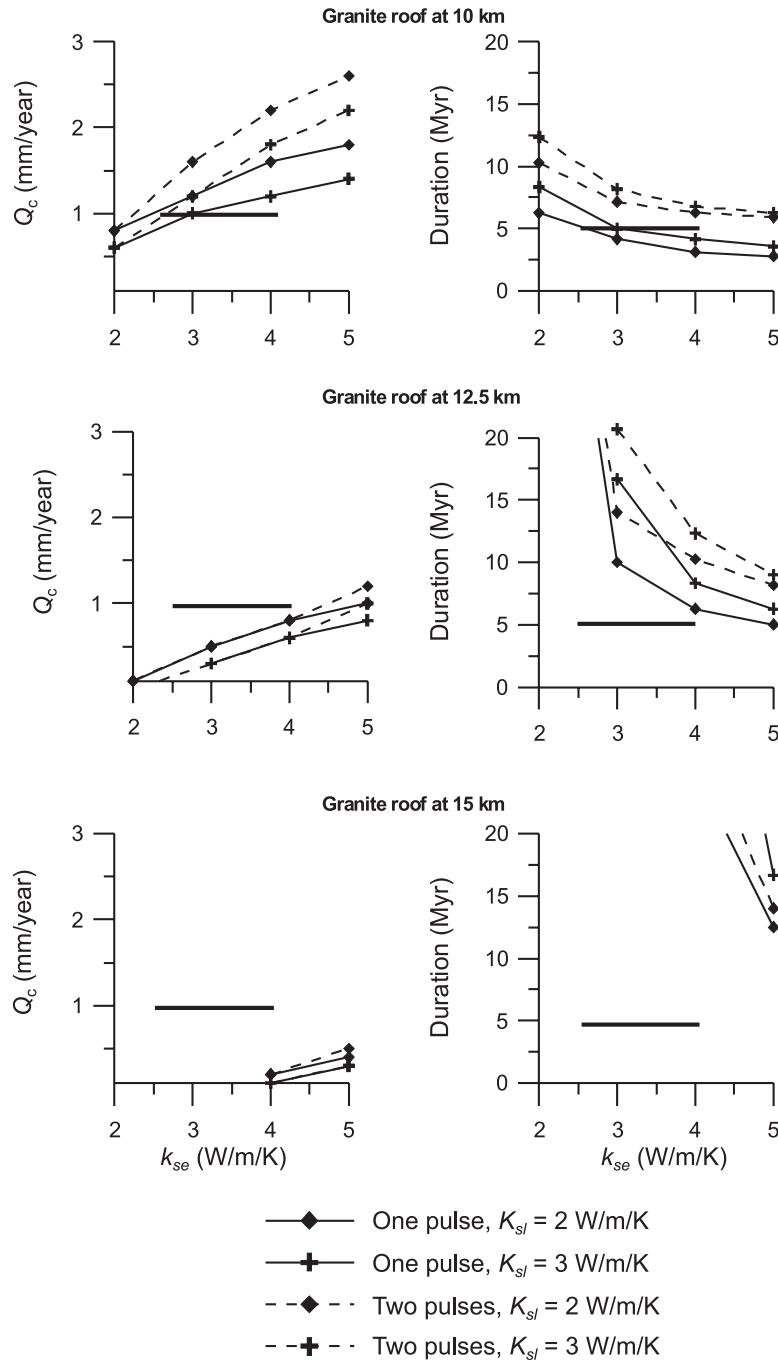 Granite roof at 10 km
Q_c (mm/year)
3
2
1
2 3 4 5
Duration (Myr)
20
15
10
5
0
2 3 4 5
Granite roof at 12.5 km
Q_c (mm/year)
3
2
1
2 3 4 5
Duration (Myr)
20
15
10
5
0
2 3 4 5
Granite roof at 15 km
Q_c (mm/year)
3
2
1
2 3 4 5
k_se (W/m/K)
Duration (Myr)
20
15
10
5
0
2 3 4 5
k_se (W/m/K)
One pulse, K_sl = 2 W/m/K
One pulse, K_sl = 3 W/m/K
Two pulses, K_sl = 2 W/m/K
Two pulses, K_sl = 3 W/m/K